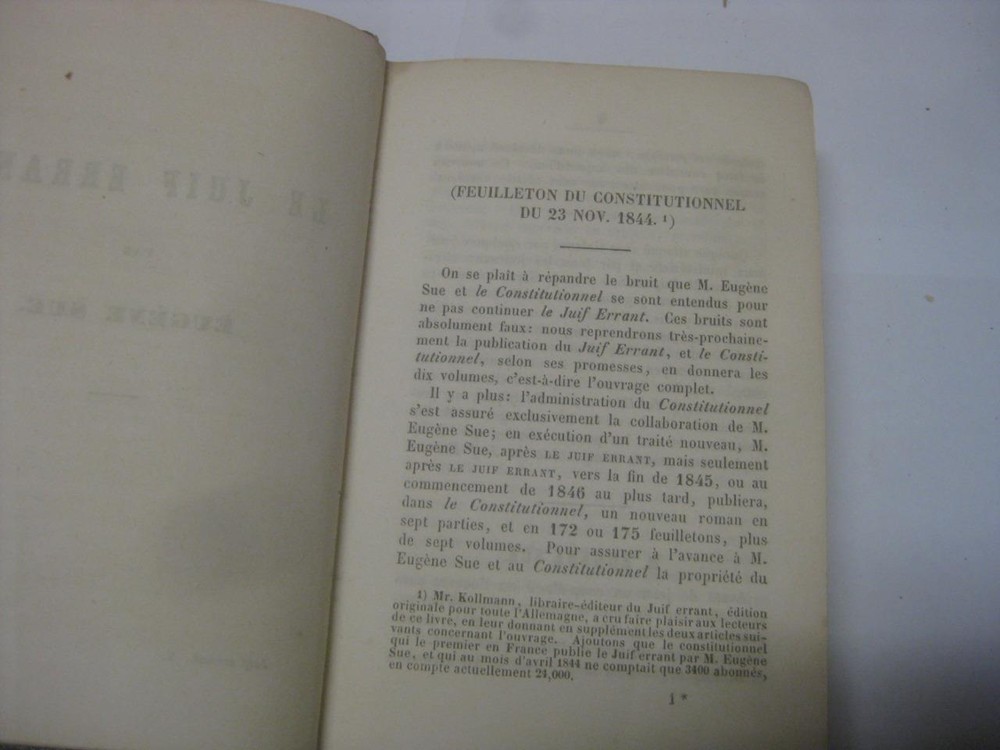 (FEUILLETON DU CONSTITUTIONNEL
DU 23 NOV. 1844. ¹)
On se plaît à répandre le bruit que M. Eugène
Sue et le Constitutionnel se sont entendus pour
ne pas continuer le Juif Errant. Ces bruits sont
absolument faux: nous reprendrons très-prochaine-
ment la publication du Juif Errant, et le Consti-
tutionnel, selon ses promesses, en donnera les
dix volumes, c'est-à-dire l'ouvrage complet.
Il y a plus: l'administration du Constitutionnel
s'est assuré exclusivement la collaboration de M.
Eugène Sue; en exécution d'un traité nouveau, M.
Eugène Sue, après LE JUIF ERRANT, mais seulement
après LE JUIF ERRANT, vers la fin de 1845, ou au
commencement de 1846 au plus tard, publiera,
dans le Constitutionnel, un nouveau roman en
sept parties, et en 172 ou 175 feuilletons, plus
de sept volumes. Pour assurer à l'avance à M.
Eugène Sue et au Constitutionnel la propriété du
1) Mr. Kollmann, libraire-éditeur du Juif errant, édition
originale pour toute l'Allemagne, a cru faire plaisir aux lecteurs
de ce livre, en leur donnant en supplément les deux articles sui-
vants concernant l'ouvrage. Ajoutons que le constitutionnel
qui le premier en France publie le Juif errant par M. Eugène
Sue, et qui au mois d'avril 1844 ne comptait que 3400 abonnés,
en compte actuellement 24,000.
1 *